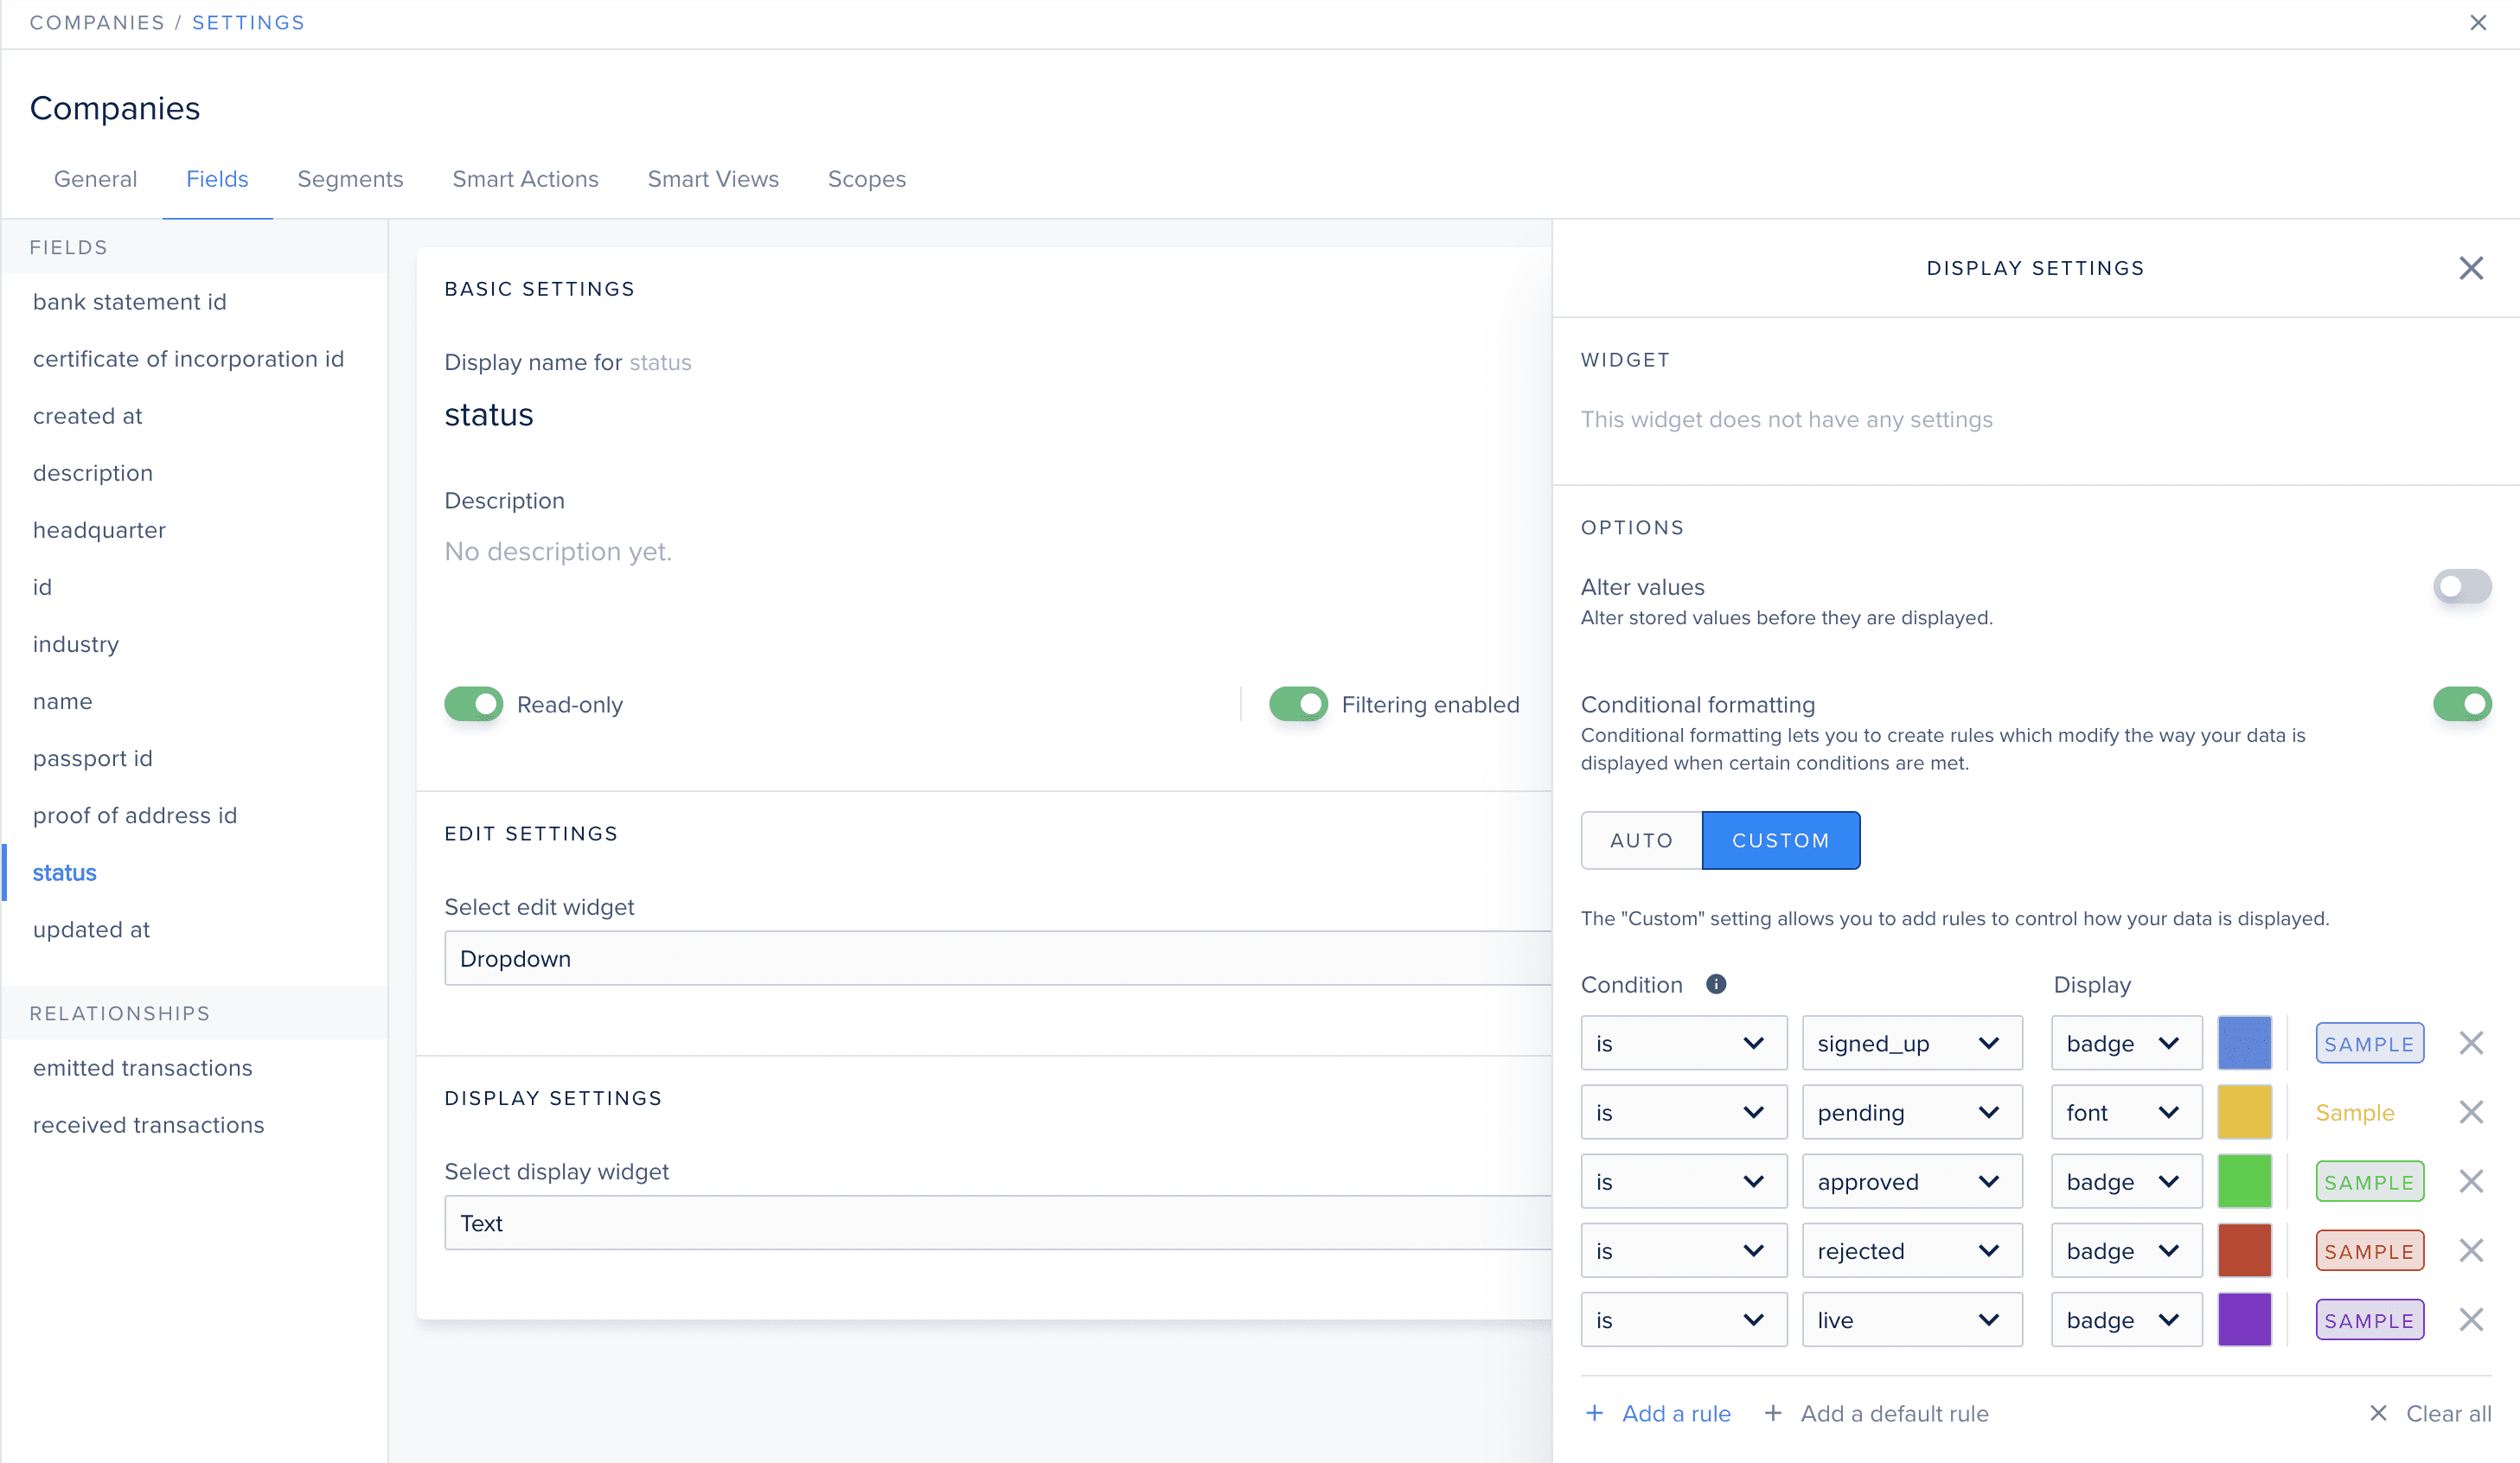 COMPANIES / SETTINGS
Companies
General Fields Segments Smart Actions Smart Views Scopes
FIELDS
bank statement id
certificate of incorporation id
created at
description
headquarter
id
industry
name
passport id
proof of address id
status
updated at
RELATIONSHIPS
emitted transactions
received transactions
BASIC SETTINGS
Display name for status
status
Description
No description yet.
Read-only Filtering enabled
EDIT SETTINGS
Select edit widget
Dropdown
DISPLAY SETTINGS
Select display widget
Text
DISPLAY SETTINGS
WIDGET
This widget does not have any settings
OPTIONS
Alter values
Alter stored values before they are displayed.
Conditional formatting
Conditional formatting lets you to create rules which modify the way your data is
displayed when certain conditions are met.
AUTO CUSTOM
The "Custom" setting allows you to add rules to control how your data is displayed.
Condition Display
is signed_up badge SAMPLE
is pending font Sample
is approved badge SAMPLE
is rejected badge SAMPLE
is live badge SAMPLE
+ Add a rule + Add a default rule Clear all